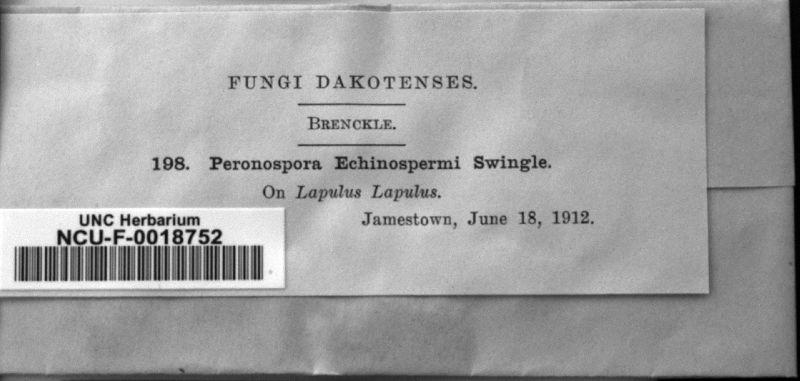 FUNGI DAKOTENSES.
BRENCKLE.
198. Peronospora Echinospermi Swingle.
On Lapulus Lapulus.
Jamestown, June 18, 1912.
UNC Herbarium
NCU-F-0018752